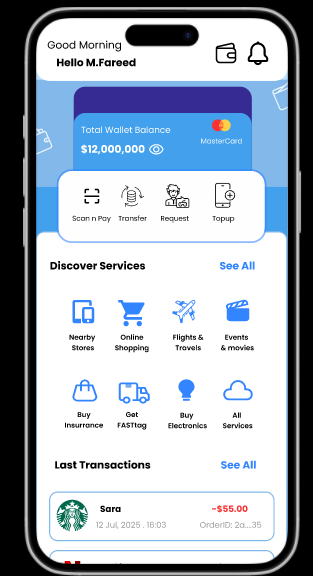 Good Morning
Hello M.Fareed
Total Wallet Balance
$12,000,000
MasterCard
Scan n Pay Transfer Request Topup
Discover Services See All
Nearby Stores
Online Shopping
Flights & Travels
Events & movies
Buy Insurrance
Get FASTtag
Buy Electronics
All Services
Last Transactions See All
Sara -$55.00
12 Jul, 2025 . 16:03 OrderID: 2a....35